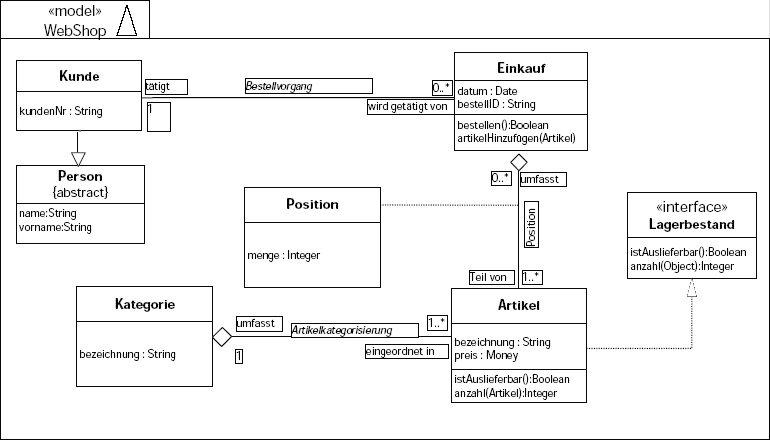 «model»
WebShop
Kunde
kundenNr : String
tätigt
1
Bestellvorgang
0..*
wird getätigt von
Einkauf
datum : Date
bestellID : String
bestellen():Boolean
artikelHinzufügen(Artikel)
Person
{abstract}
name:String
vorname:String
0..*
umfasst
Position
menge : Integer
Position
«interface»
Lagerbestand
istAuslieferbar():Boolean
anzahl(Object):Integer
Teil von
1..*
Kategorie
bezeichnung : String
umfasst
1
Artikelkategorisierung
1..*
eingeordnet in
Artikel
bezeichnung : String
preis : Money
istAuslieferbar():Boolean
anzahl(Artikel):Integer